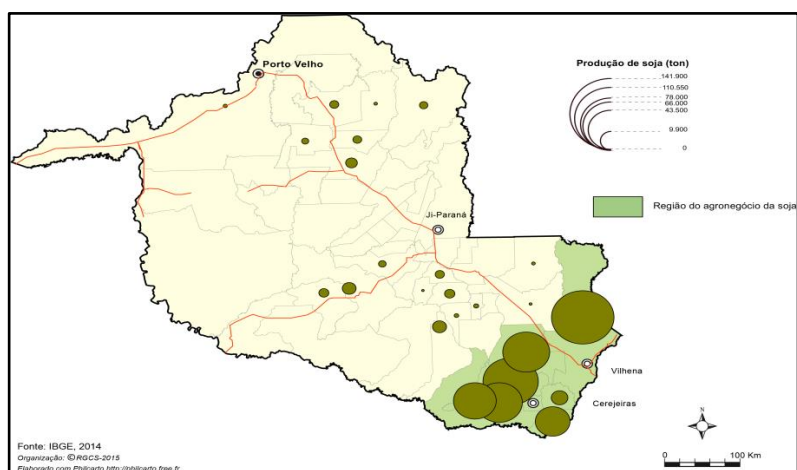 Porto Velho
Produção de soja (ton)
141.900
110.550
78.000
66.000
43.500
9.900
0
Região do agronegócio da soja
Ji-Paraná
Vilhena
Cerejeiras
N
Fonte: IBGE, 2014
Organização: ©RGCS-2015
Elaborado com Philcarto http://philcarto.free.fr
0 100 Km